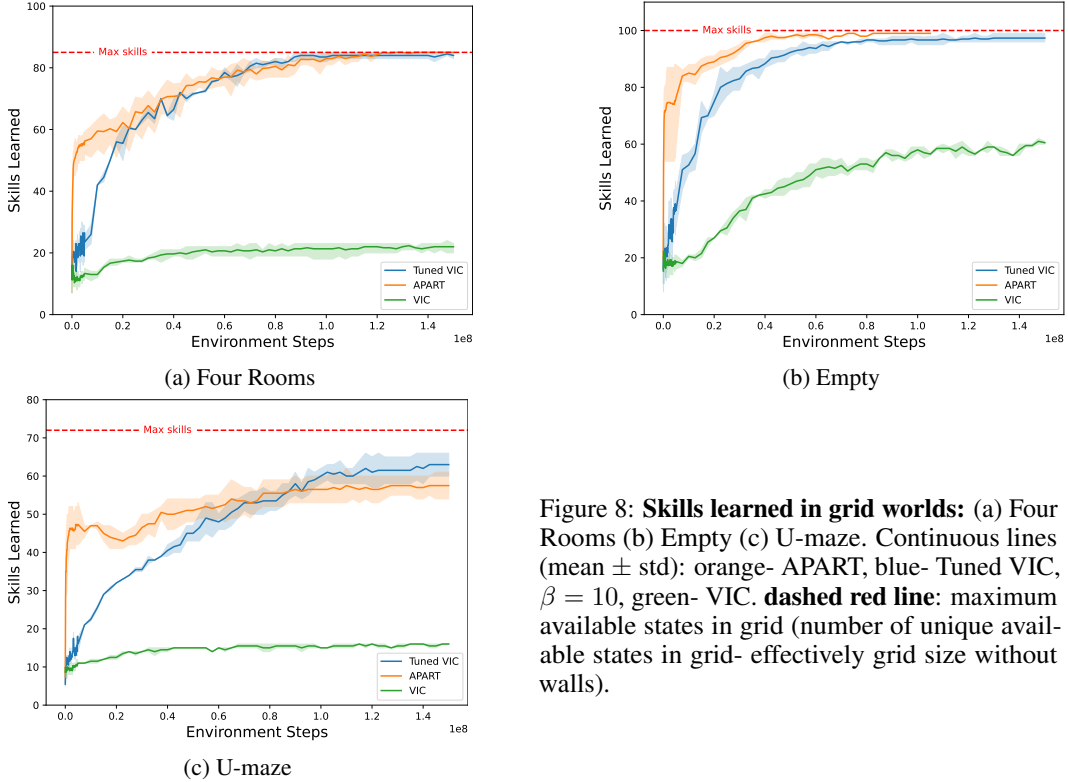 100
80
60
40
20
0
Skills Learned
Max skills
Tuned VIC
APART
VIC
0.0 0.2 0.4 0.6 0.8 1.0 1.2 1.4
1e8
Environment Steps
(a) Four Rooms
100
80
60
40
20
0
Skills Learned
Max skills
Tuned VIC
APART
VIC
0.0 0.2 0.4 0.6 0.8 1.0 1.2 1.4
1e8
Environment Steps
(b) Empty
80
70
60
50
40
30
20
10
0
Skills Learned
Max skills
Tuned VIC
APART
VIC
0.0 0.2 0.4 0.6 0.8 1.0 1.2 1.4
1e8
Environment Steps
(c) U-maze
Figure 8: Skills learned in grid worlds: (a) Four
Rooms (b) Empty (c) U-maze. Continuous lines
(mean ± std): orange- APART, blue- Tuned VIC,
β = 10, green- VIC. dashed red line: maximum
available states in grid (number of unique avail-
able states in grid- effectively grid size without
walls).